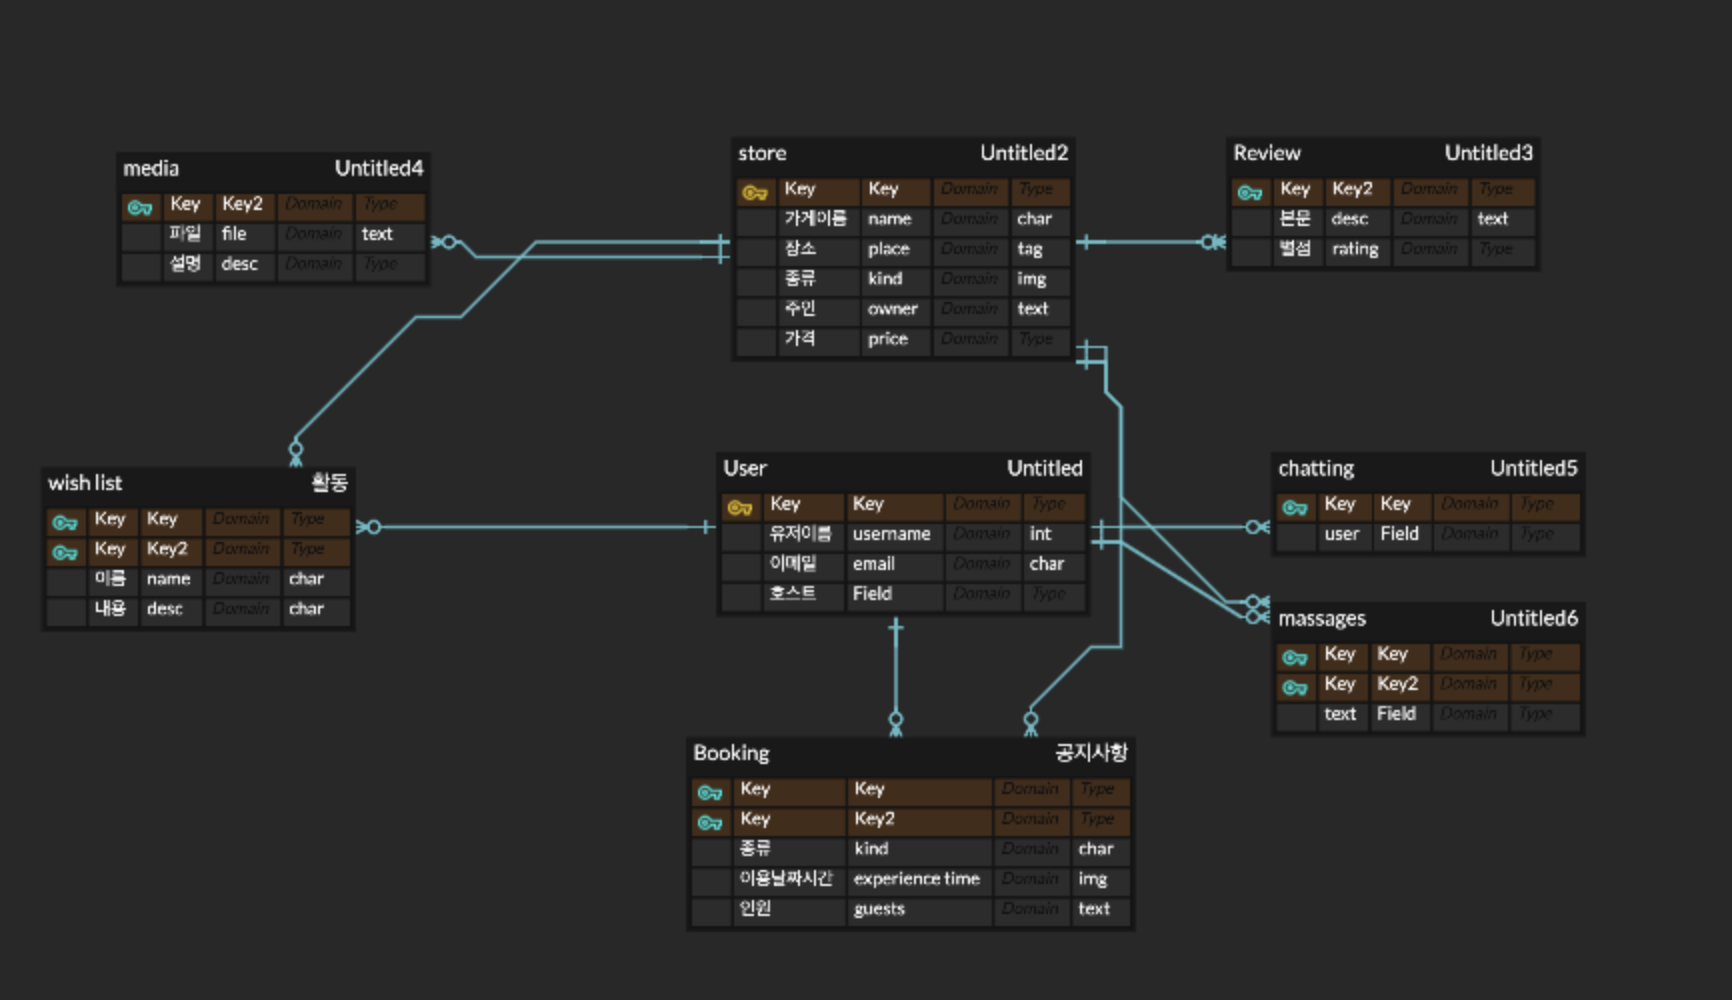 media Untitled4
Key Key2 Domain Type
파일 file Domain text
설명 desc Domain Type
store Untitled2
Key Key Domain Type
가게이름 name Domain char
장소 place Domain tag
종류 kind Domain img
주인 owner Domain text
가격 price Domain Type
Review Untitled3
Key Key2 Domain Type
본문 desc Domain text
별점 rating Domain Type
wish list 활동
Key Key Domain Type
Key Key2 Domain Type
이름 name Domain char
내용 desc Domain char
User Untitled
Key Key Domain Type
유저이름 username Domain int
이메일 email Domain char
호스트 Field Domain Type
chatting Untitled5
Key Key Domain Type
user Field Domain Type
massages Untitled6
Key Key Domain Type
Key Key2 Domain Type
text Field Domain Type
Booking 공지사항
Key Key Domain Type
Key Key2 Domain Type
종류 kind Domain char
이용날짜시간 experience time Domain img
인원 guests Domain text